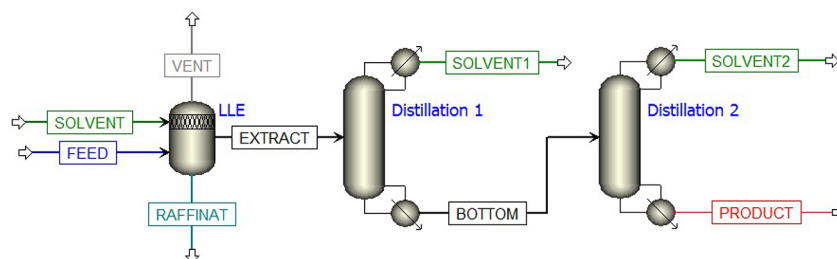 VENT
LLE
SOLVENT
FEED
EXTRACT
RAFFINAT
SOLVENT1
Distillation 1
BOTTOM
SOLVENT2
Distillation 2
PRODUCT